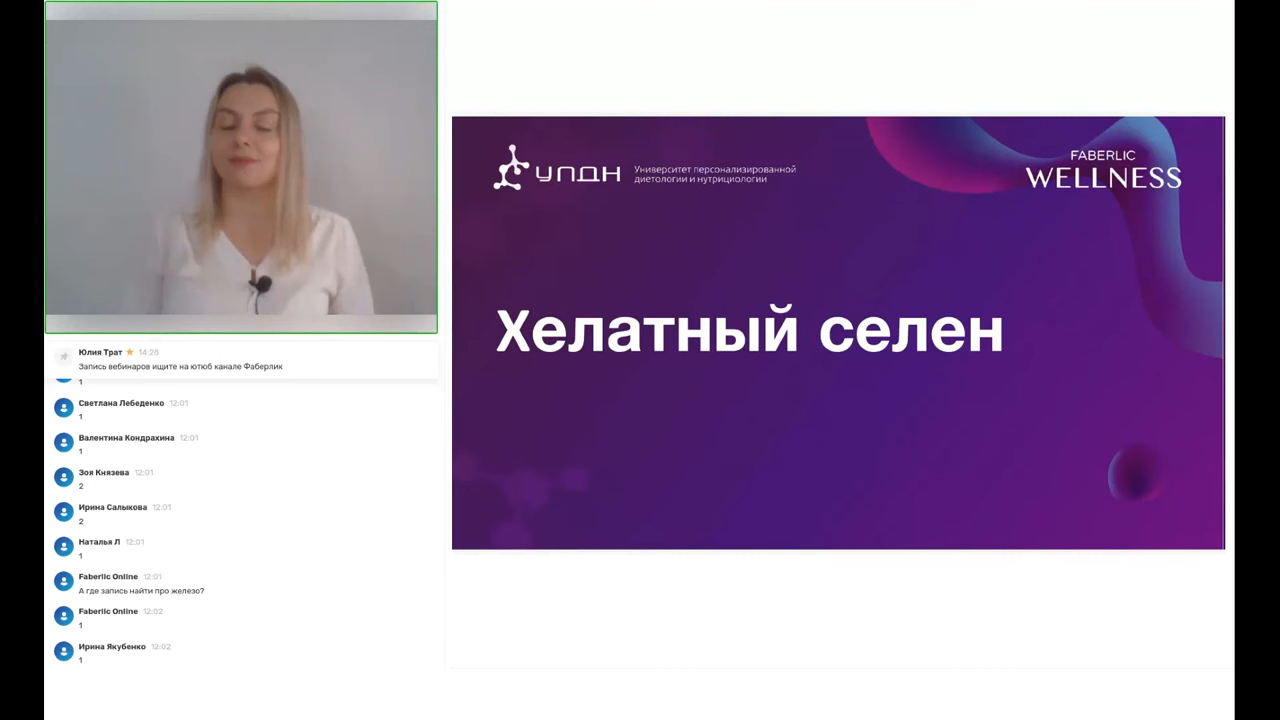 УПДН
Университет персонализированной
диетологии и нутрициологии
FABERLIC
WELLNESS
Хелатный селен
Юлия Трат 14:28
Запись вебинаров ищите на ютюб канале Фаберлик
1
Светлана Лебеденко 12:01
1
Валентина Кондрахина 12:01
1
Зоя Князева 12:01
2
Ирина Салыкова 12:01
2
Наталья Л 12:01
1
Faberlic Online 12:01
А где запись найти про железо?
Faberlic Online 12:02
1
Ирина Якубенко 12:02
1